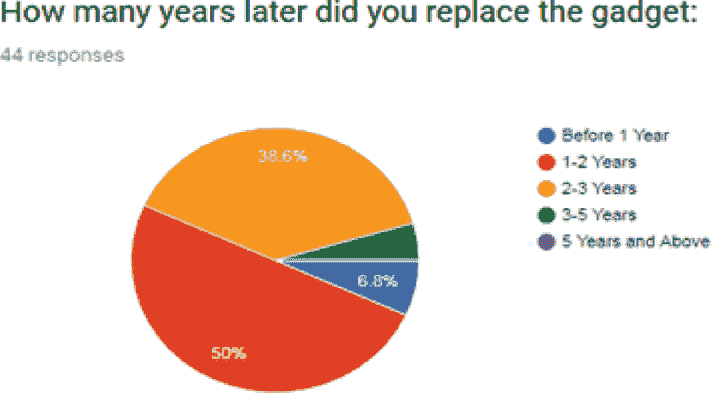 How many years later did you replace the gadget:
44 responses
38.6%
6.8%
50%
Before 1 Year
1-2 Years
2-3 Years
3-5 Years
5 Years and Above